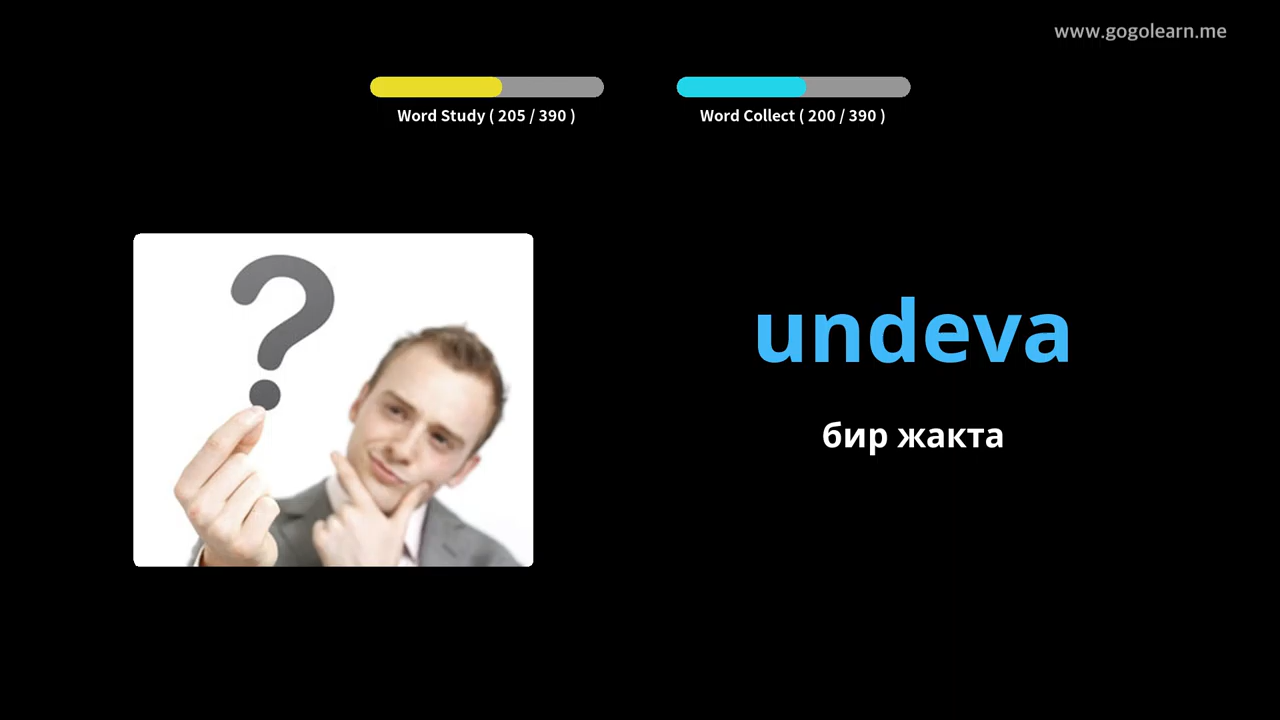 www.gogolearn.me
Word Study ( 205 / 390 )
Word Collect ( 200 / 390 )
undeva
бир жакта